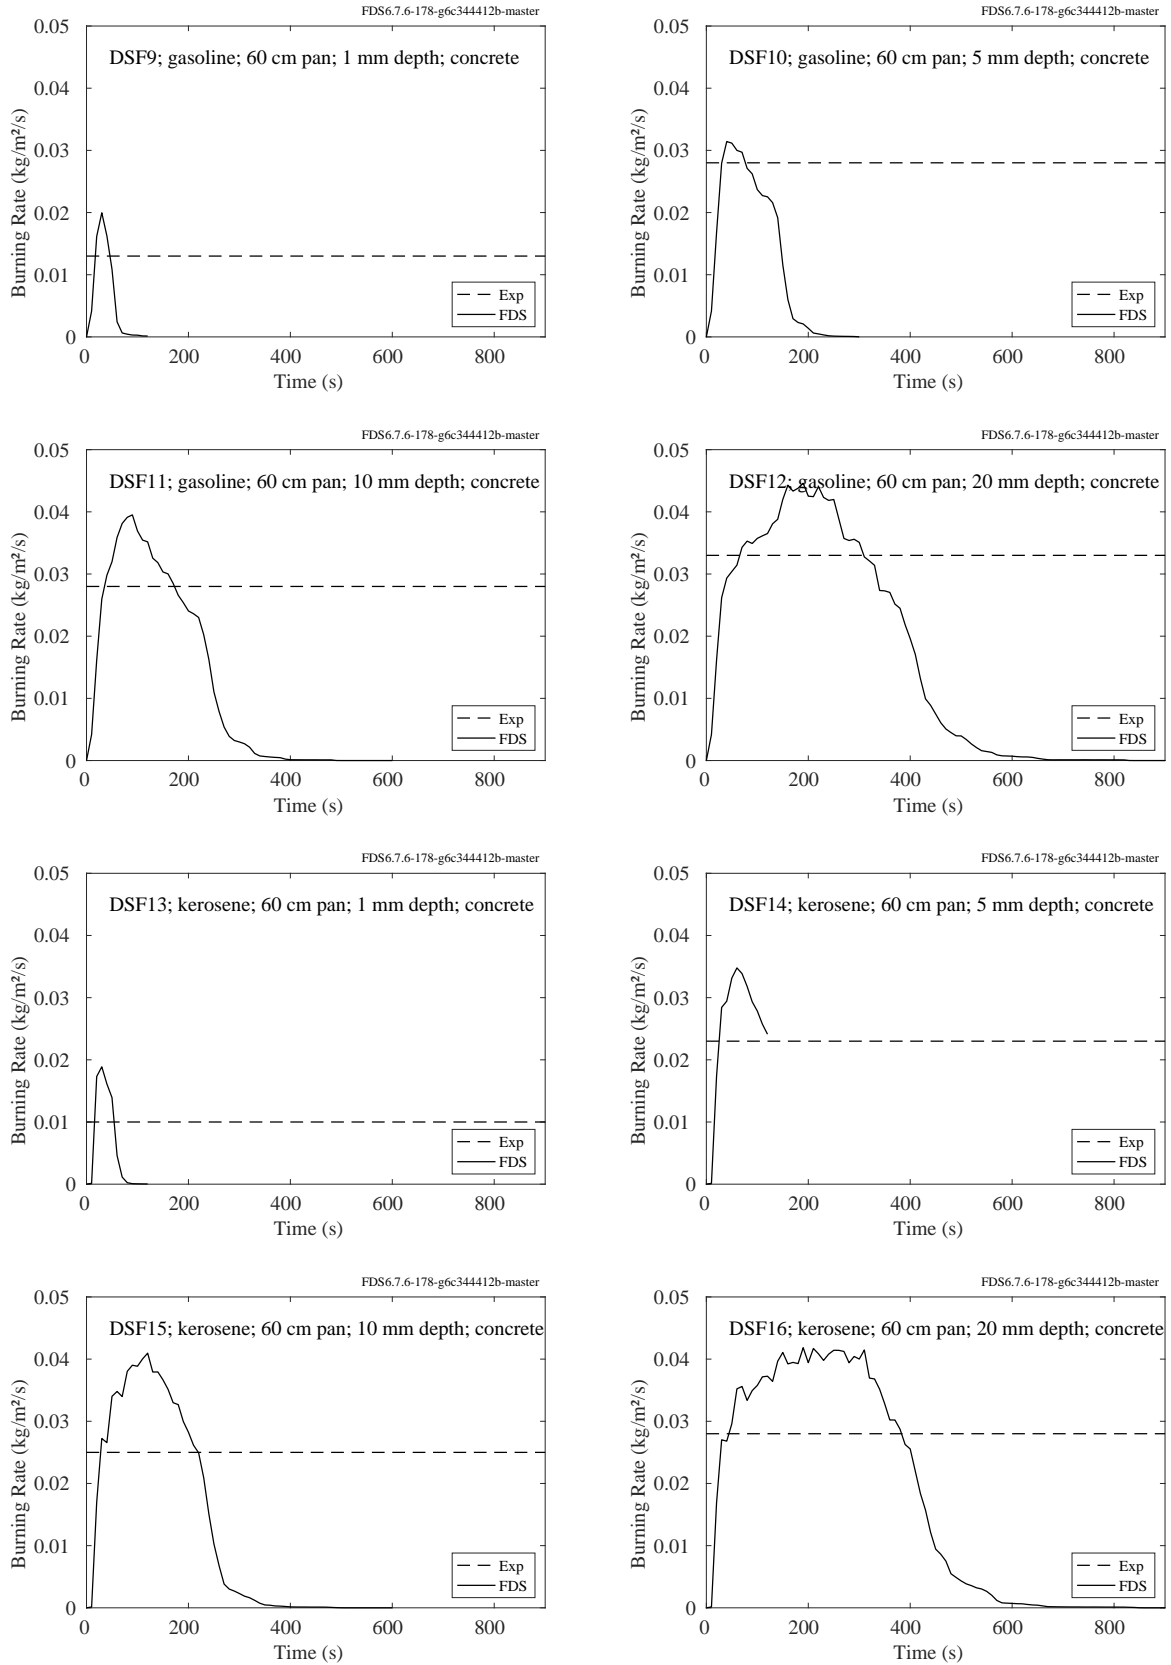 FDS6.7.6-178-g6c344412b-master
DSF9; gasoline; 60 cm pan; 1 mm depth; concrete
Burning Rate (kg/m²/s)
0.05
0.04
0.03
0.02
0.01
0
Exp
FDS
0 200 400 600 800
Time (s)
FDS6.7.6-178-g6c344412b-master
DSF10; gasoline; 60 cm pan; 5 mm depth; concrete
Burning Rate (kg/m²/s)
0.05
0.04
0.03
0.02
0.01
0
Exp
FDS
0 200 400 600 800
Time (s)
FDS6.7.6-178-g6c344412b-master
DSF11; gasoline; 60 cm pan; 10 mm depth; concrete
Burning Rate (kg/m²/s)
0.05
0.04
0.03
0.02
0.01
0
Exp
FDS
0 200 400 600 800
Time (s)
FDS6.7.6-178-g6c344412b-master
DSF12; gasoline; 60 cm pan; 20 mm depth; concrete
Burning Rate (kg/m²/s)
0.05
0.04
0.03
0.02
0.01
0
Exp
FDS
0 200 400 600 800
Time (s)
FDS6.7.6-178-g6c344412b-master
DSF13; kerosene; 60 cm pan; 1 mm depth; concrete
Burning Rate (kg/m²/s)
0.05
0.04
0.03
0.02
0.01
0
Exp
FDS
0 200 400 600 800
Time (s)
FDS6.7.6-178-g6c344412b-master
DSF14; kerosene; 60 cm pan; 5 mm depth; concrete
Burning Rate (kg/m²/s)
0.05
0.04
0.03
0.02
0.01
0
Exp
FDS
0 200 400 600 800
Time (s)
FDS6.7.6-178-g6c344412b-master
DSF15; kerosene; 60 cm pan; 10 mm depth; concrete
Burning Rate (kg/m²/s)
0.05
0.04
0.03
0.02
0.01
0
Exp
FDS
0 200 400 600 800
Time (s)
FDS6.7.6-178-g6c344412b-master
DSF16; kerosene; 60 cm pan; 20 mm depth; concrete
Burning Rate (kg/m²/s)
0.05
0.04
0.03
0.02
0.01
0
Exp
FDS
0 200 400 600 800
Time (s)